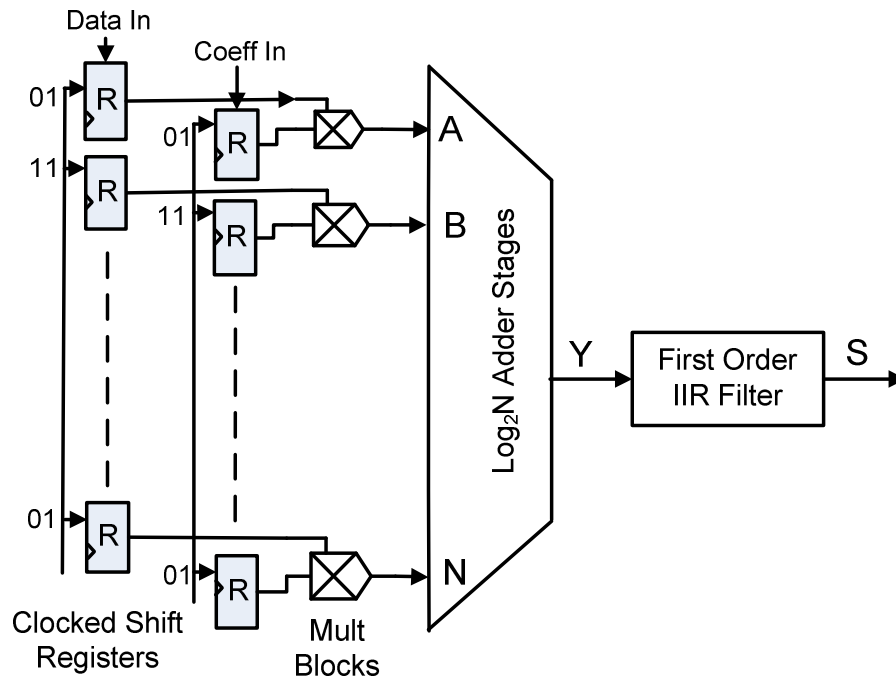 Data In
Coeff In
01
R
01
R
A
11
R
11
R
B
Log₂N Adder Stages
Y
First Order
IIR Filter
S
01
R
01
R
N
Clocked Shift
Registers
Mult
Blocks